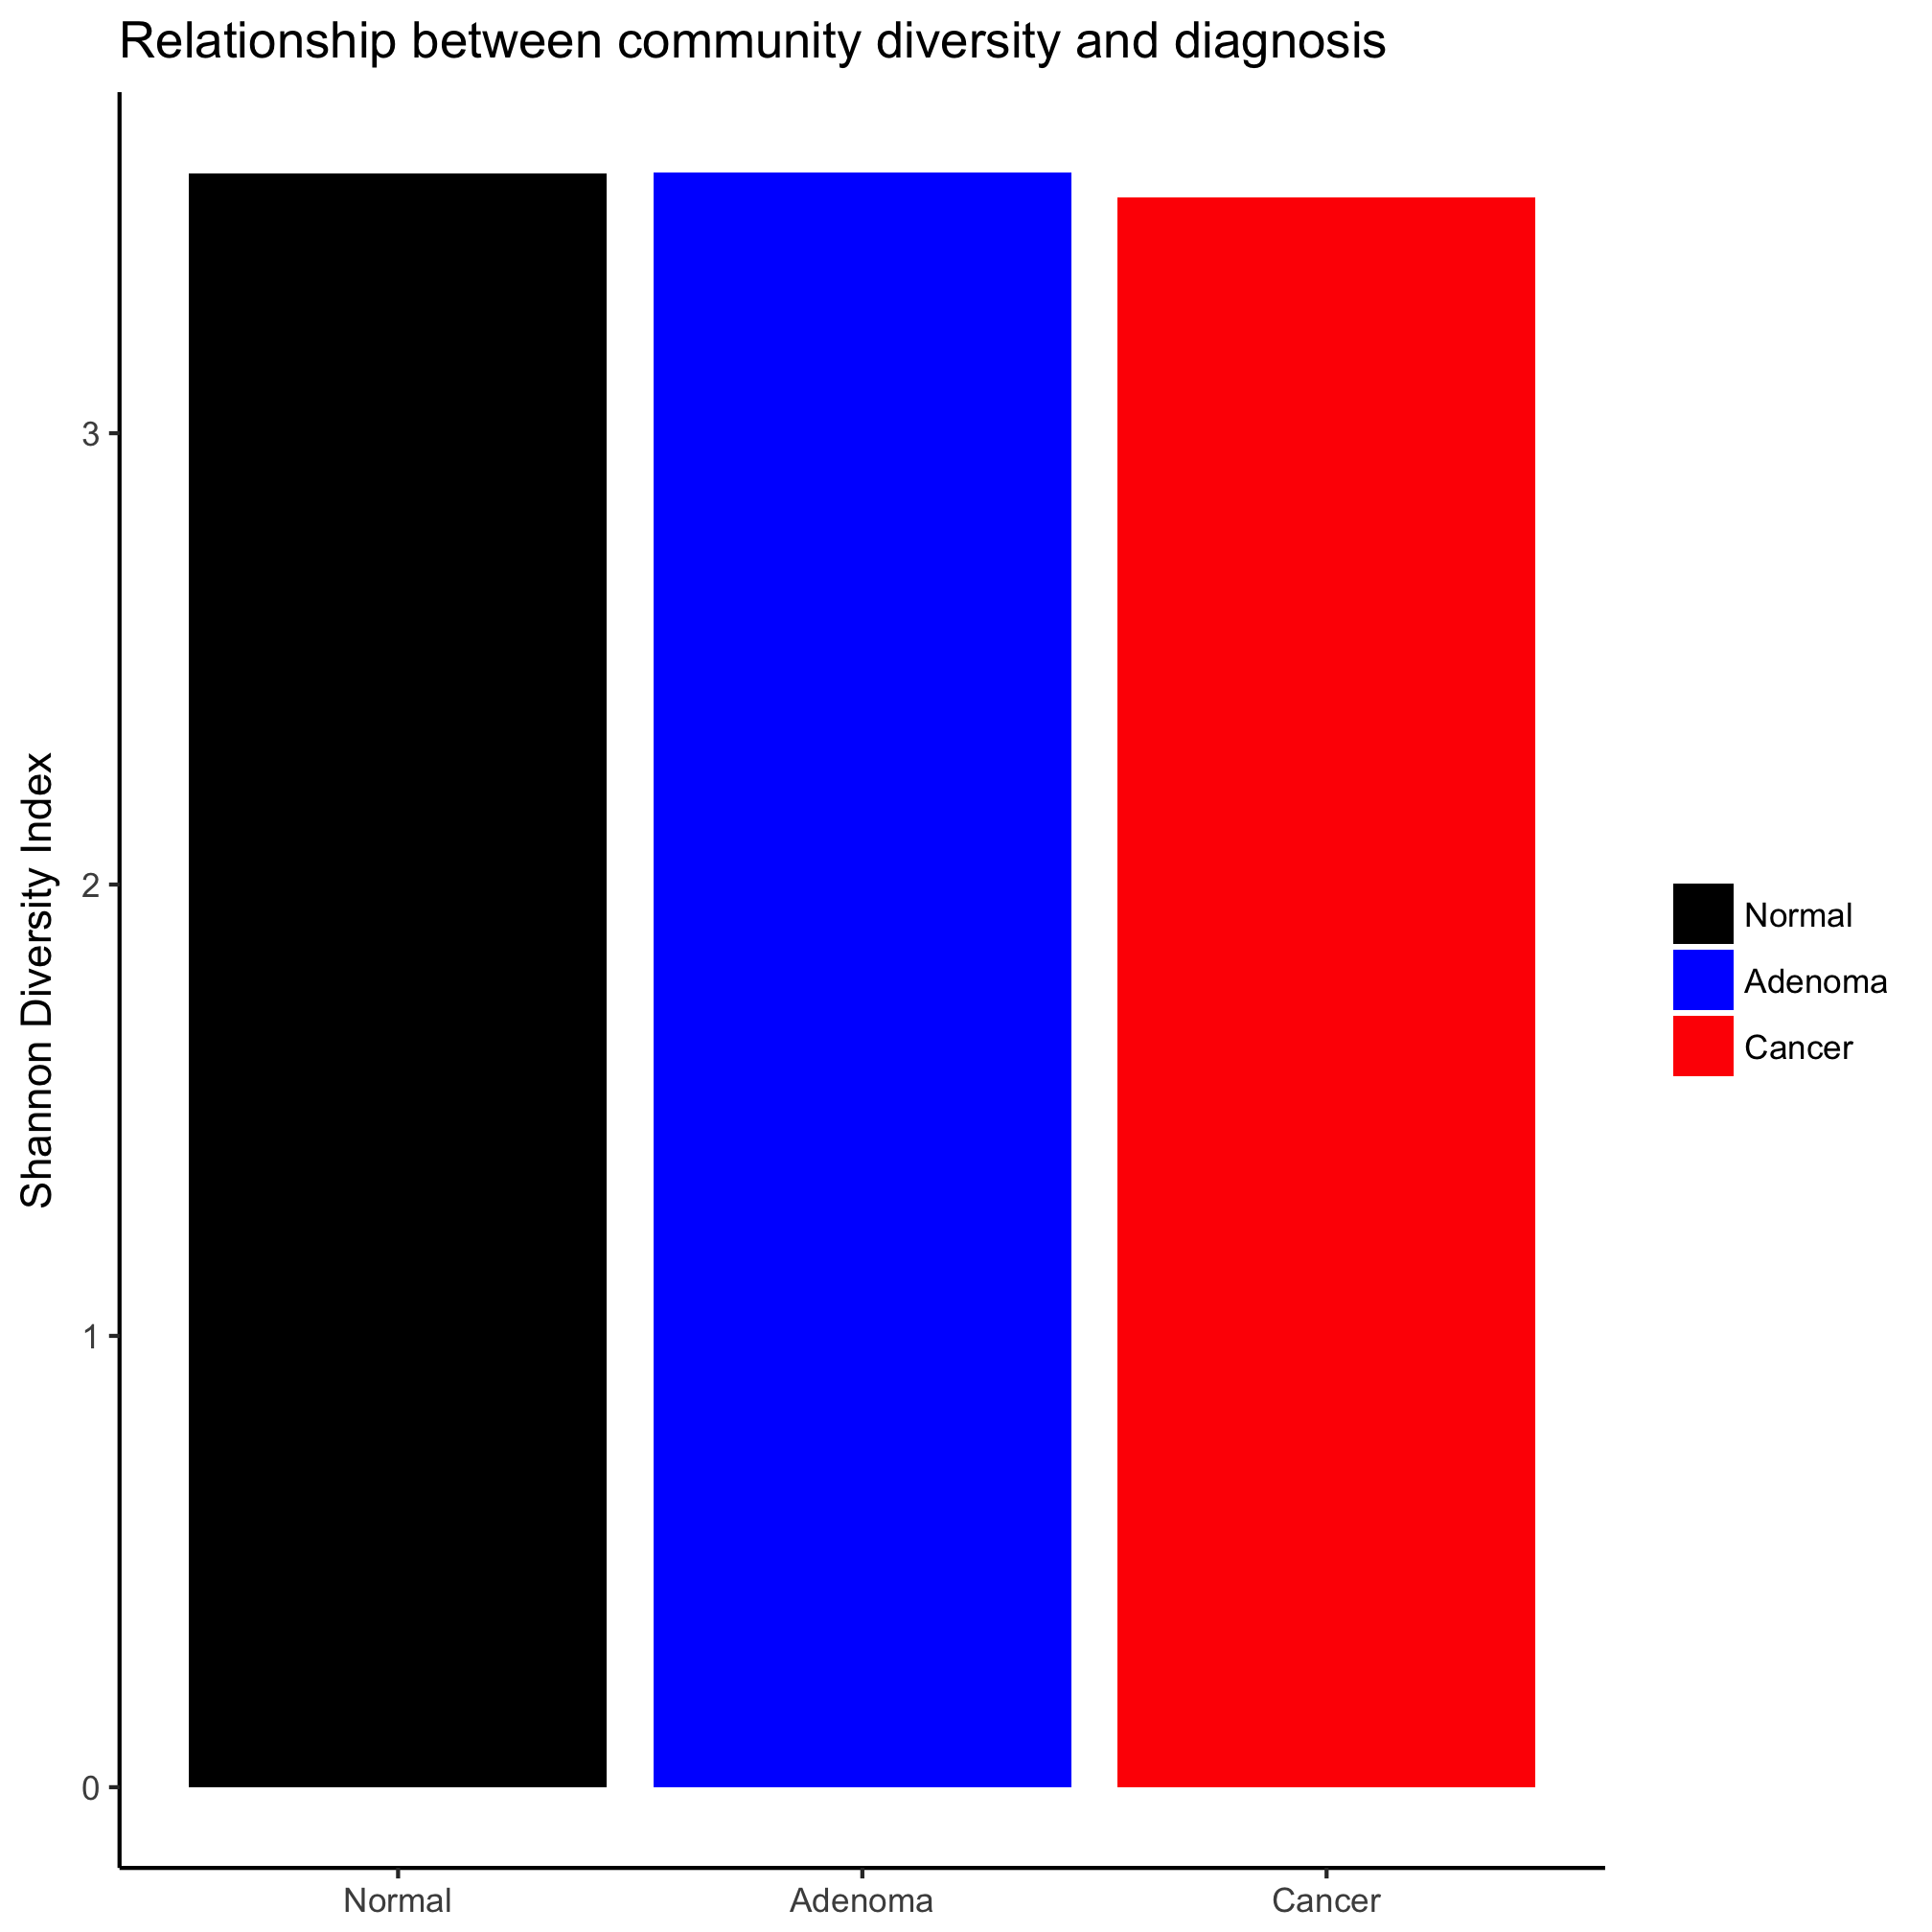 Relationship between community diversity and diagnosis
Shannon Diversity Index
3
2
1
0
Normal
Adenoma
Cancer
Normal
Adenoma
Cancer